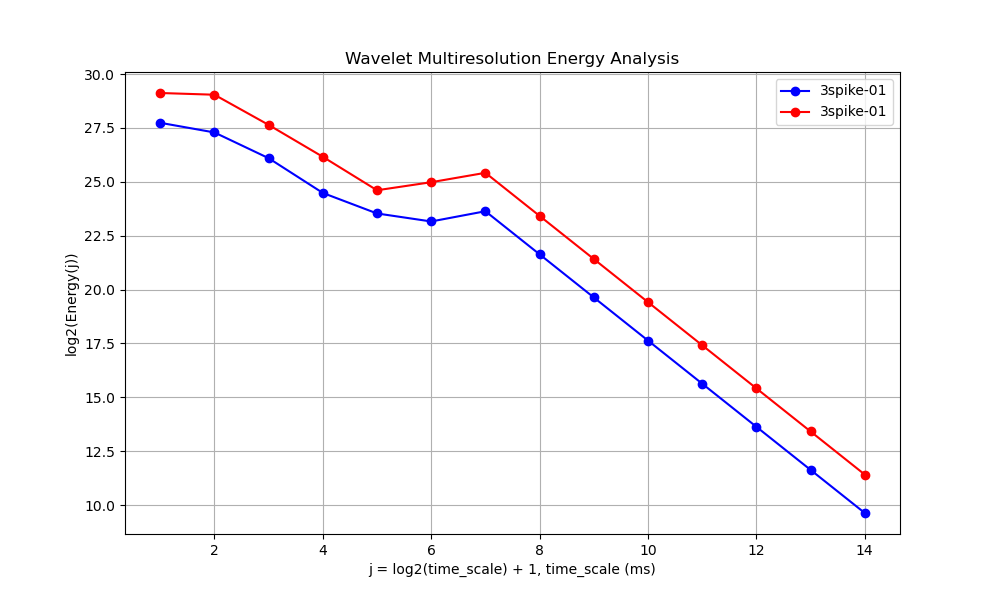 Wavelet Multiresolution Energy Analysis
3spike-01
3spike-01
log2(Energy(j))
30.0
27.5
25.0
22.5
20.0
17.5
15.0
12.5
10.0
2 4 6 8 10 12 14
j = log2(time_scale) + 1, time_scale (ms)